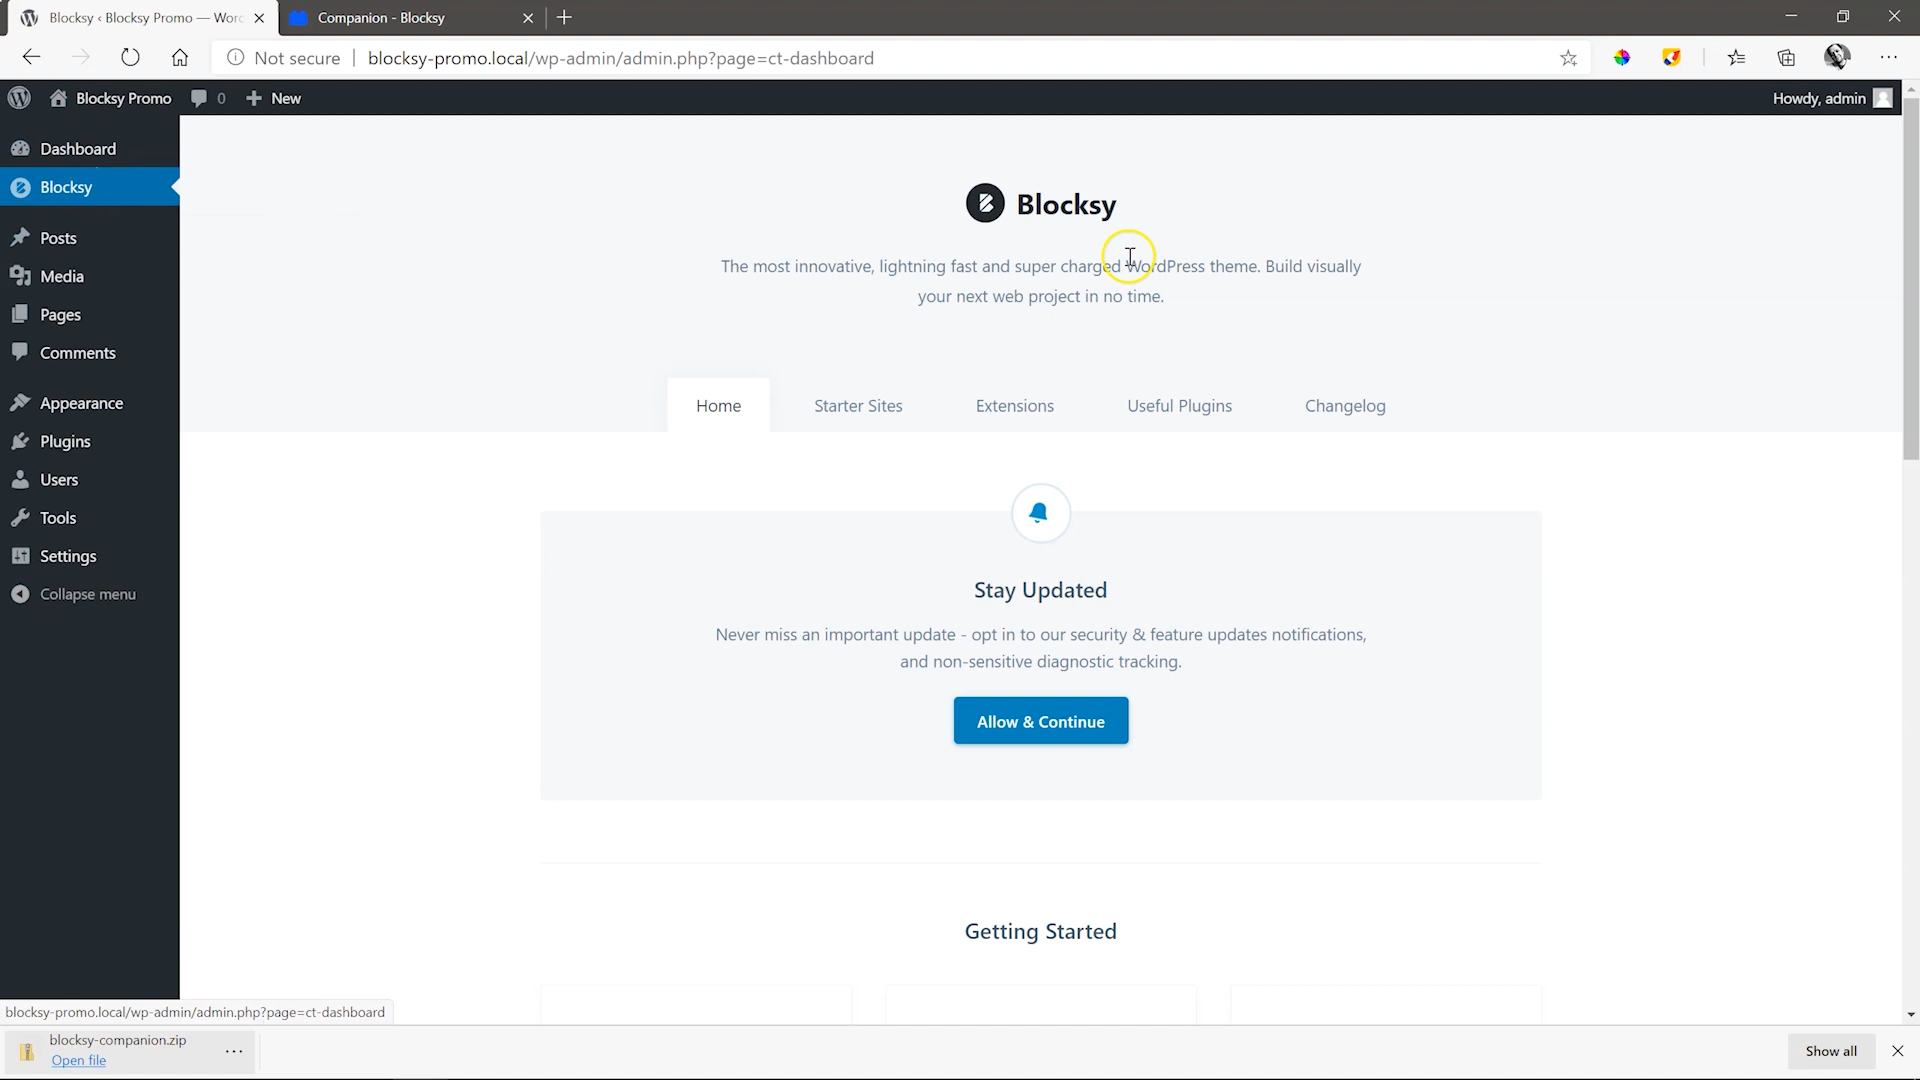 Blocksy ‹ Blocksy Promo — Wor
Companion - Blocksy
Not secure
blocksy-promo.local/wp-admin/admin.php?page=ct-dashboard
Blocksy Promo
0
New
Howdy, admin
Dashboard
Blocksy
Posts
Media
Pages
Comments
Appearance
Plugins
Users
Tools
Settings
Collapse menu
Blocksy
The most innovative, lightning fast and super charged WordPress theme. Build visually
your next web project in no time.
Home
Starter Sites
Extensions
Useful Plugins
Changelog
Stay Updated
Never miss an important update - opt in to our security & feature updates notifications,
and non-sensitive diagnostic tracking.
Allow & Continue
Getting Started
blocksy-promo.local/wp-admin/admin.php?page=ct-dashboard
blocksy-companion.zip
Open file
Show all